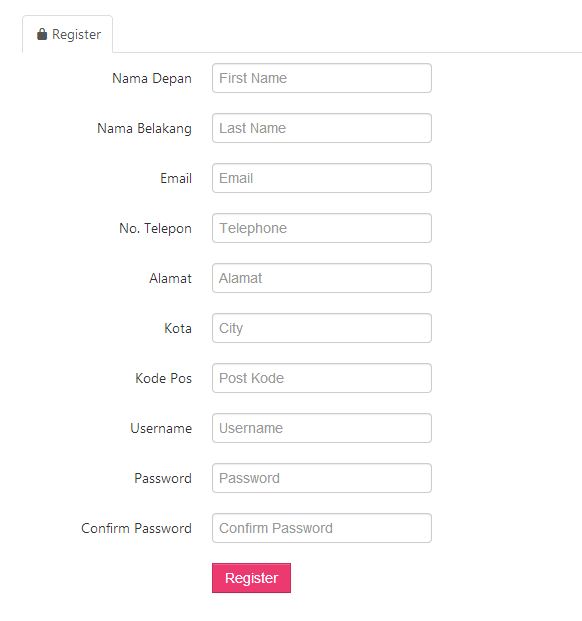 Register
Nama Depan First Name
Nama Belakang Last Name
Email Email
No. Telepon Telephone
Alamat Alamat
Kota City
Kode Pos Post Kode
Username Username
Password Password
Confirm Password Confirm Password
Register